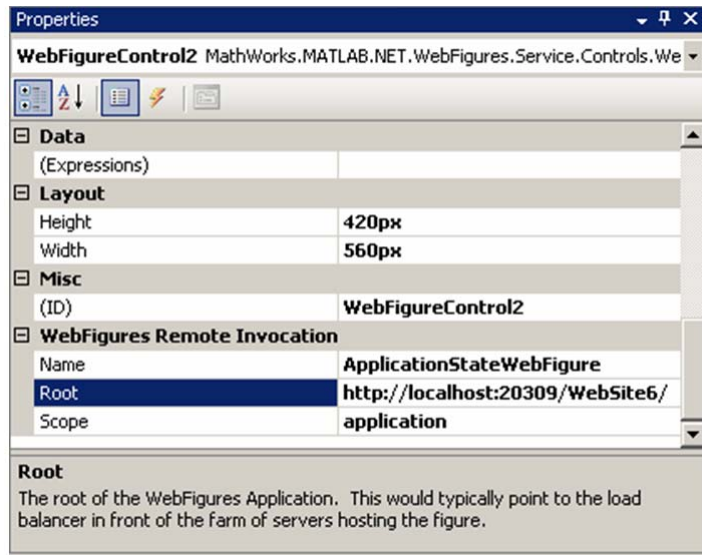 Properties
WebFigureControl2 MathWorks.MATLAB.NET.WebFigures.Service.Controls.We
Data
(Expressions)
Layout
Height 420px
Width 560px
Misc
(ID) WebFigureControl2
WebFigures Remote Invocation
Name ApplicationStateWebFigure
Root http://localhost:20309/WebSite6/
Scope application
Root
The root of the WebFigures Application. This would typically point to the load
balancer in front of the farm of servers hosting the figure.